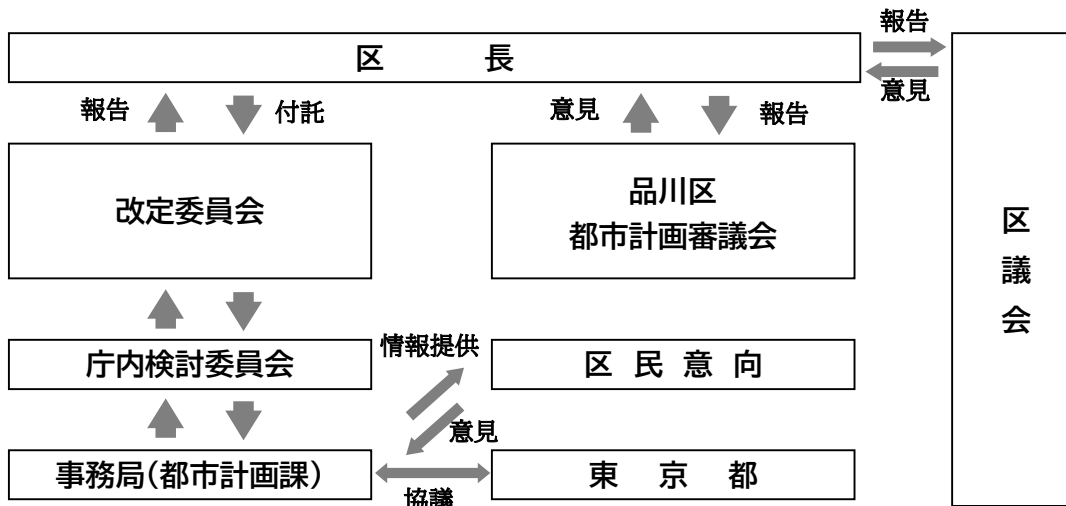 報告
区 長
意見
報告
付託
意見
報告
改定委員会
品川区
都市計画審議会
区議会
庁内検討委員会
情報提供
区民意向
意見
事務局(都市計画課)
協議
東京都